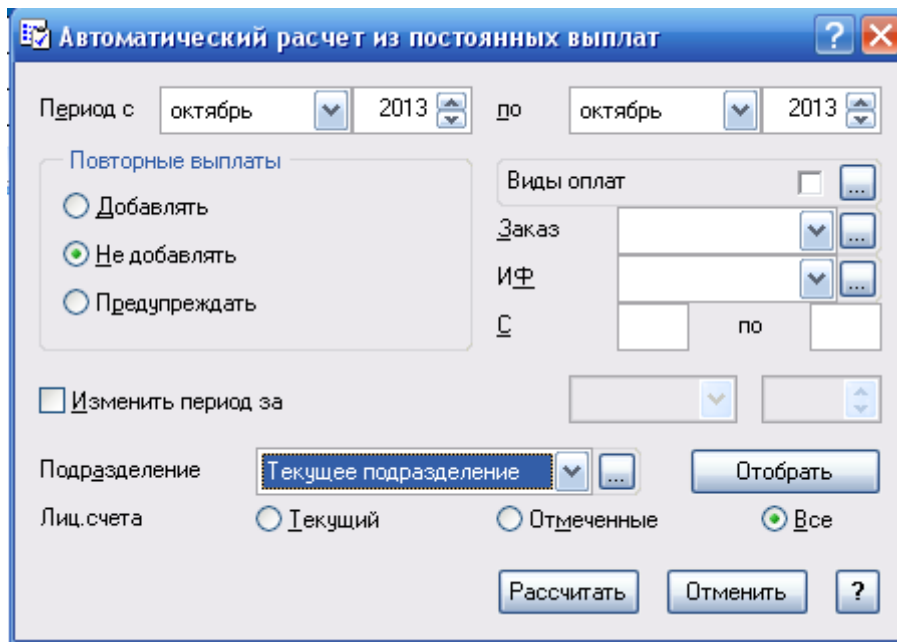 Автоматический расчет из постоянных выплат
Период с октябрь 2013 по октябрь 2013
Повторные выплаты
Добавлять
Не добавлять
Предупреждать
Виды оплат ...
Заказ ...
ИФ ...
С по
Изменить период за
Подразделение Текущее подразделение ... Отобрать
Лиц.счета Текущий Отмеченные Все
Рассчитать Отменить ?